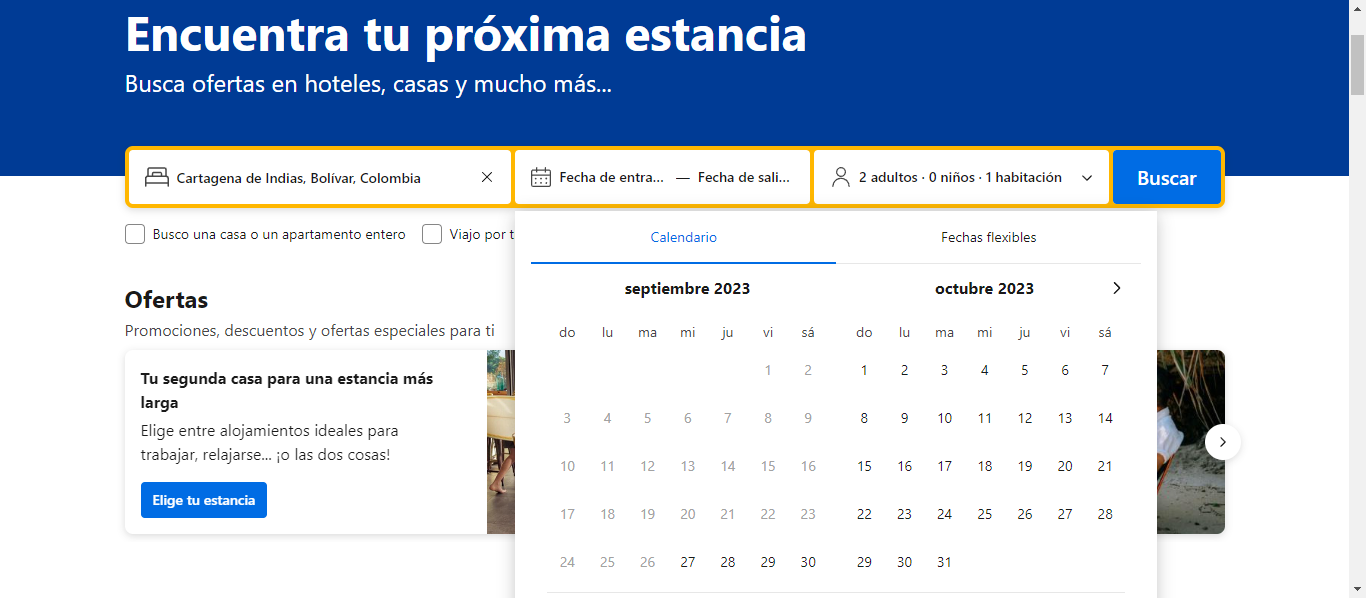 Encuentra tu próxima estancia
Busca ofertas en hoteles, casas y mucho más...
Cartagena de Indias, Bolívar, Colombia
Fecha de entra... — Fecha de sali...
2 adultos · 0 niños · 1 habitación
Buscar
Busco una casa o un apartamento entero
Viajo por t
Calendario
Fechas flexibles
septiembre 2023
do lu ma mi ju vi sá
1 2
3 4 5 6 7 8 9
10 11 12 13 14 15 16
17 18 19 20 21 22 23
24 25 26 27 28 29 30
octubre 2023
do lu ma mi ju vi sá
1 2 3 4 5 6 7
8 9 10 11 12 13 14
15 16 17 18 19 20 21
22 23 24 25 26 27 28
29 30 31
Ofertas
Promociones, descuentos y ofertas especiales para ti
Tu segunda casa para una estancia más
larga
Elige entre alojamientos ideales para
trabajar, relajarse... ¡o las dos cosas!
Elige tu estancia